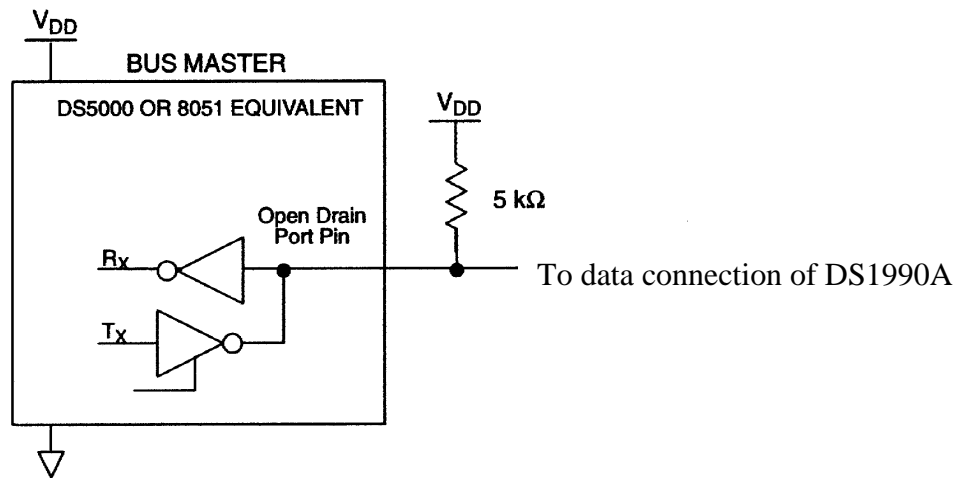 VDD
BUS MASTER
DS5000 OR 8051 EQUIVALENT
VDD
5 kΩ
Open Drain
Port Pin
RX
To data connection of DS1990A
TX